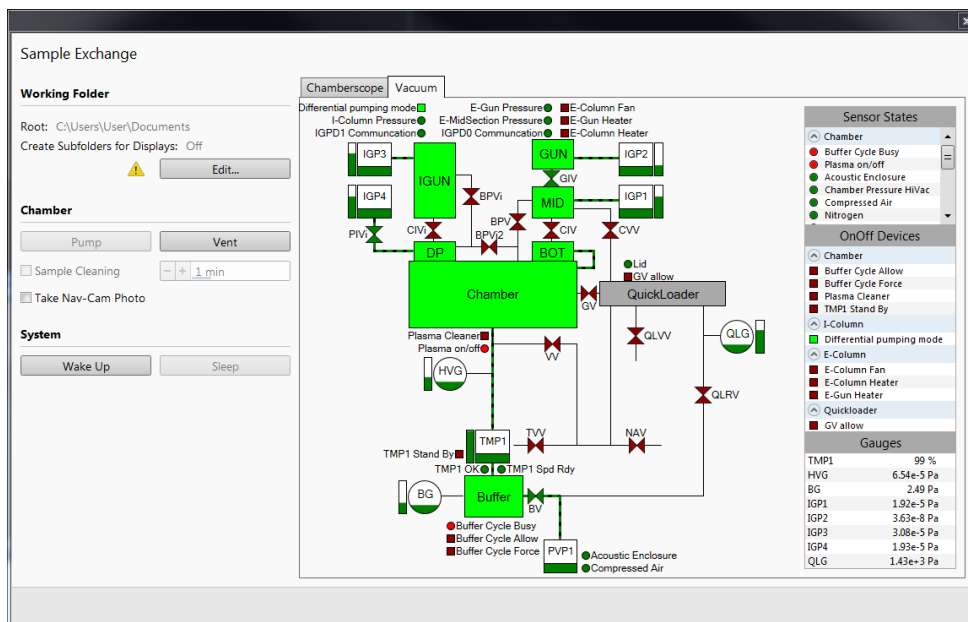 Sample Exchange
Working Folder
Root: C:\Users\User\Documents
Create Subfolders for Displays: Off
Edit...
Chamber
Pump
Vent
Sample Cleaning
− + 1 min
Take Nav-Cam Photo
System
Wake Up
Sleep
Chamberscope
Vacuum
Differential pumping mode
I-Column Pressure
IGPD1 Communcation
E-Gun Pressure
E-MidSection Pressure
IGPD0 Communcation
E-Column Fan
E-Gun Heater
E-Column Heater
IGP3
IGUN
GUN
IGP2
GIV
IGP4
BPVi
MID
IGP1
BPV
PIVi
CIVi
BPVi2
CIV
CVV
DP
BOT
Lid
GV allow
Chamber
GV
QuickLoader
Plasma Cleaner
Plasma on/off
VV
QLVV
QLG
HVG
QLRV
TMP1
TVV
NAV
TMP1 Stand By
TMP1 OK
TMP1 Spd Rdy
BG
Buffer
BV
Buffer Cycle Busy
Buffer Cycle Allow
Buffer Cycle Force
PVP1
Acoustic Enclosure
Compressed Air
Sensor States
Chamber
Buffer Cycle Busy
Plasma on/off
Acoustic Enclosure
Chamber Pressure HiVac
Compressed Air
Nitrogen
OnOff Devices
Chamber
Buffer Cycle Allow
Buffer Cycle Force
Plasma Cleaner
TMP1 Stand By
I-Column
Differential pumping mode
E-Column
E-Column Fan
E-Column Heater
E-Gun Heater
Quickloader
GV allow
Gauges
TMP1 99 %
HVG 6.54e-5 Pa
BG 2.49 Pa
IGP1 1.92e-5 Pa
IGP2 3.63e-8 Pa
IGP3 3.08e-5 Pa
IGP4 1.93e-5 Pa
QLG 1.43e+3 Pa